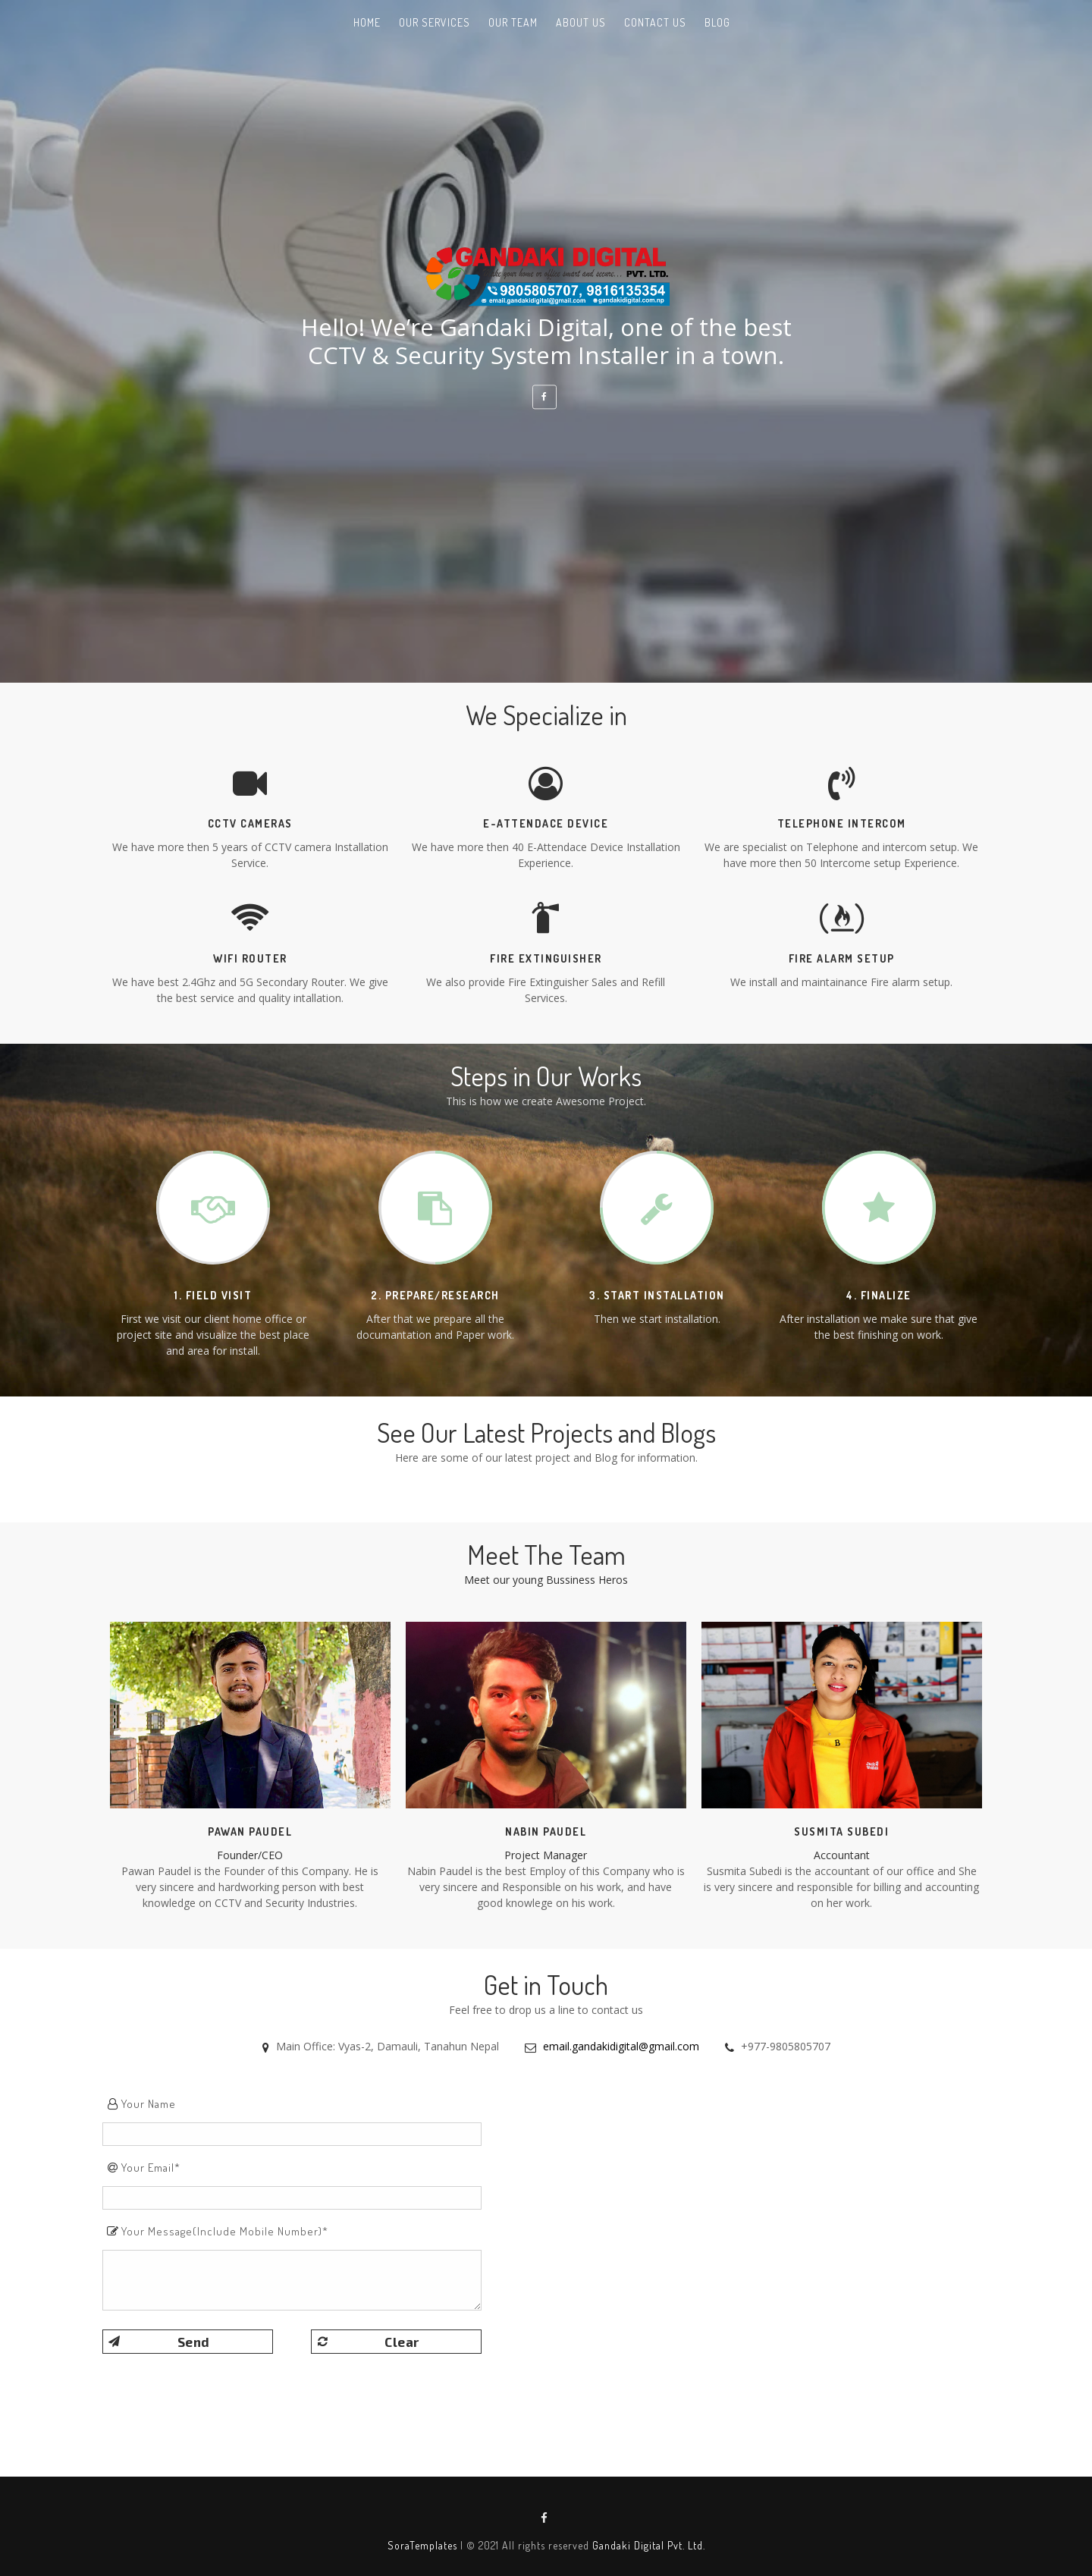 HOME OUR SERVICES OUR TEAM ABOUT US CONTACT US BLOG
GANDAKI DIGITAL
your home or office smart and secure... PVT. LTD.
9805805707, 9816135354
email.gandakidigital@gmail.com gandakidigital.com.np
Hello! We're Gandaki Digital, one of the best
CCTV & Security System Installer in a town.
We Specialize in
CCTV CAMERAS
We have more then 5 years of CCTV camera Installation
Service.
E-ATTENDACE DEVICE
We have more then 40 E-Attendace Device Installation
Experience.
TELEPHONE INTERCOM
We are specialist on Telephone and intercom setup. We
have more then 50 Intercome setup Experience.
WIFI ROUTER
We have best 2.4Ghz and 5G Secondary Router. We give
the best service and quality intallation.
FIRE EXTINGUISHER
We also provide Fire Extinguisher Sales and Refill
Services.
FIRE ALARM SETUP
We install and maintainance Fire alarm setup.
Steps in Our Works
This is how we create Awesome Project.
1. FIELD VISIT
First we visit our client home office or
project site and visualize the best place
and area for install.
2. PREPARE/RESEARCH
After that we prepare all the
documantation and Paper work.
3. START INSTALLATION
Then we start installation.
4. FINALIZE
After installation we make sure that give
the best finishing on work.
See Our Latest Projects and Blogs
Here are some of our latest project and Blog for information.
Meet The Team
Meet our young Bussiness Heros
PAWAN PAUDEL
Founder/CEO
Pawan Paudel is the Founder of this Company. He is
very sincere and hardworking person with best
knowledge on CCTV and Security Industries.
NABIN PAUDEL
Project Manager
Nabin Paudel is the best Employ of this Company who is
very sincere and Responsible on his work, and have
good knowlege on his work.
B
SUSMITA SUBEDI
Accountant
Susmita Subedi is the accountant of our office and She
is very sincere and responsible for billing and accounting
on her work.
Get in Touch
Feel free to drop us a line to contact us
Main Office: Vyas-2, Damauli, Tanahun Nepal email.gandakidigital@gmail.com +977-9805805707
Your Name
Your Email*
Your Message(Include Mobile Number)*
Send Clear
SoraTemplates | © 2021 All rights reserved Gandaki Digital Pvt. Ltd.